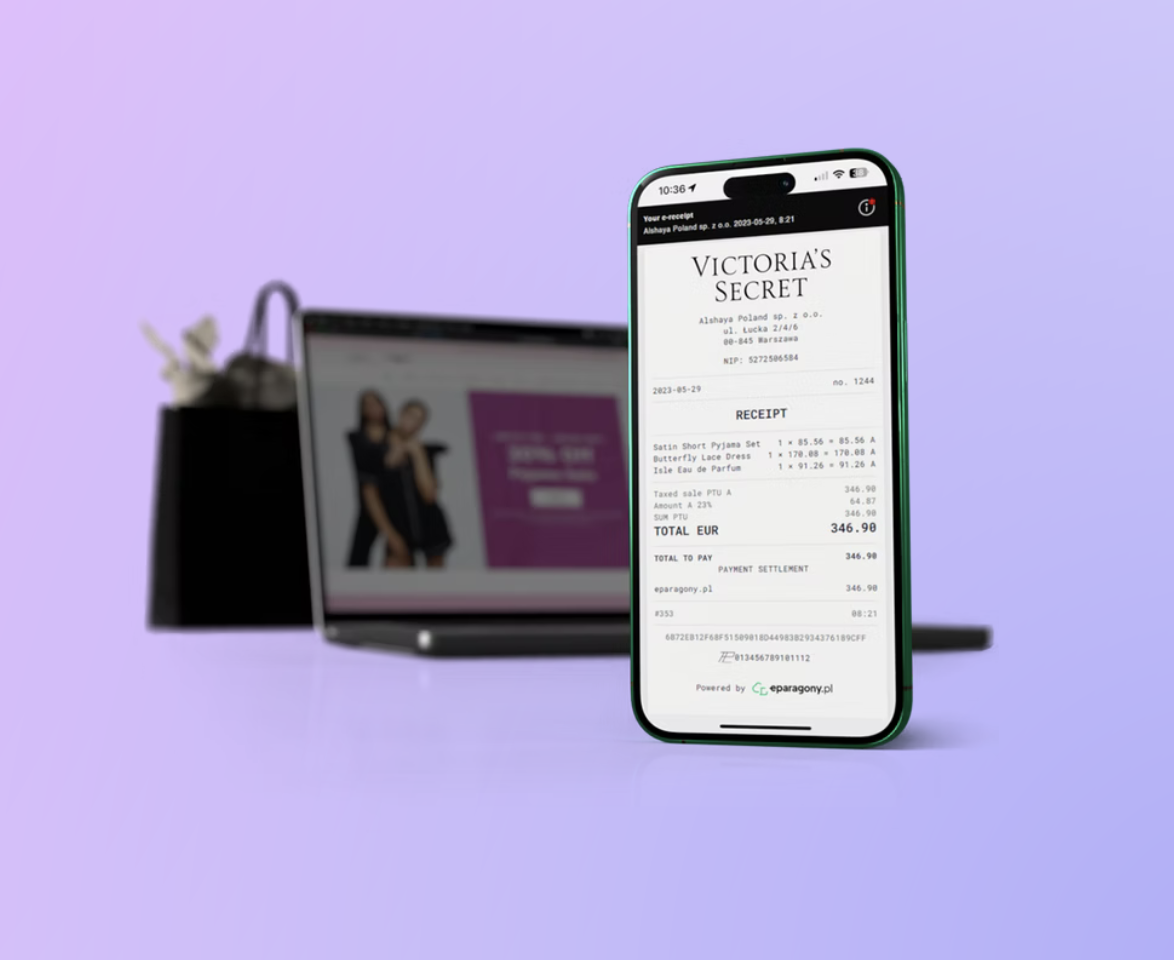 10:36
Your e-receipt
Alshaya Poland sp. z o.o. 2023-05-29, 8:21
VICTORIA'S
SECRET
Alshaya Poland sp. z o.o.
ul. Łucka 2/4/6
00-845 Warszawa
NIP: 5272506584
2023-05-29 no. 1244
RECEIPT
Satin Short Pyjama Set 1 × 85.56 = 85.56 A
Butterfly Lace Dress 1 × 170.08 = 170.08 A
Isle Eau de Parfum 1 × 91.26 = 91.26 A
Taxed sale PTU A 346.90
Amount A 23% 64.87
SUM PTU 346.90
TOTAL EUR 346.90
TOTAL TO PAY 346.90
PAYMENT SETTLEMENT
eparagony.pl 346.90
#353 08:21
6B72EB12F68F51509018D44983B2934376189CFF
013456789101112
Powered by eparagony.pl